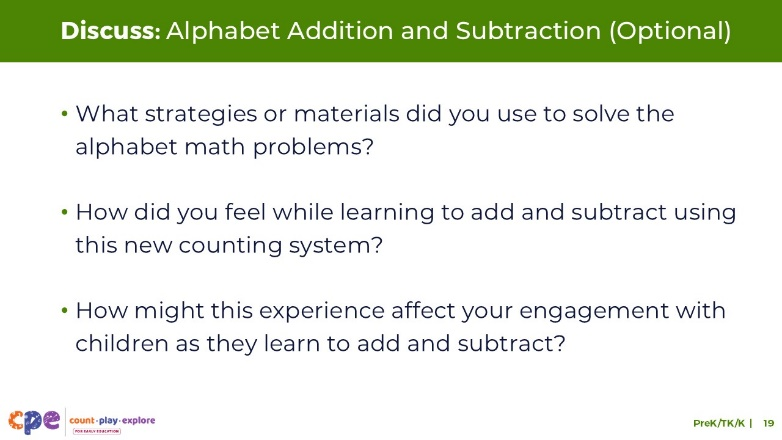 Discuss: Alphabet Addition and Subtraction (Optional)
• What strategies or materials did you use to solve the
alphabet math problems?
• How did you feel while learning to add and subtract using
this new counting system?
• How might this experience affect your engagement with
children as they learn to add and subtract?
cpe
count·play·explore
FOR EARLY EDUCATION
PreK/TK/K | 19